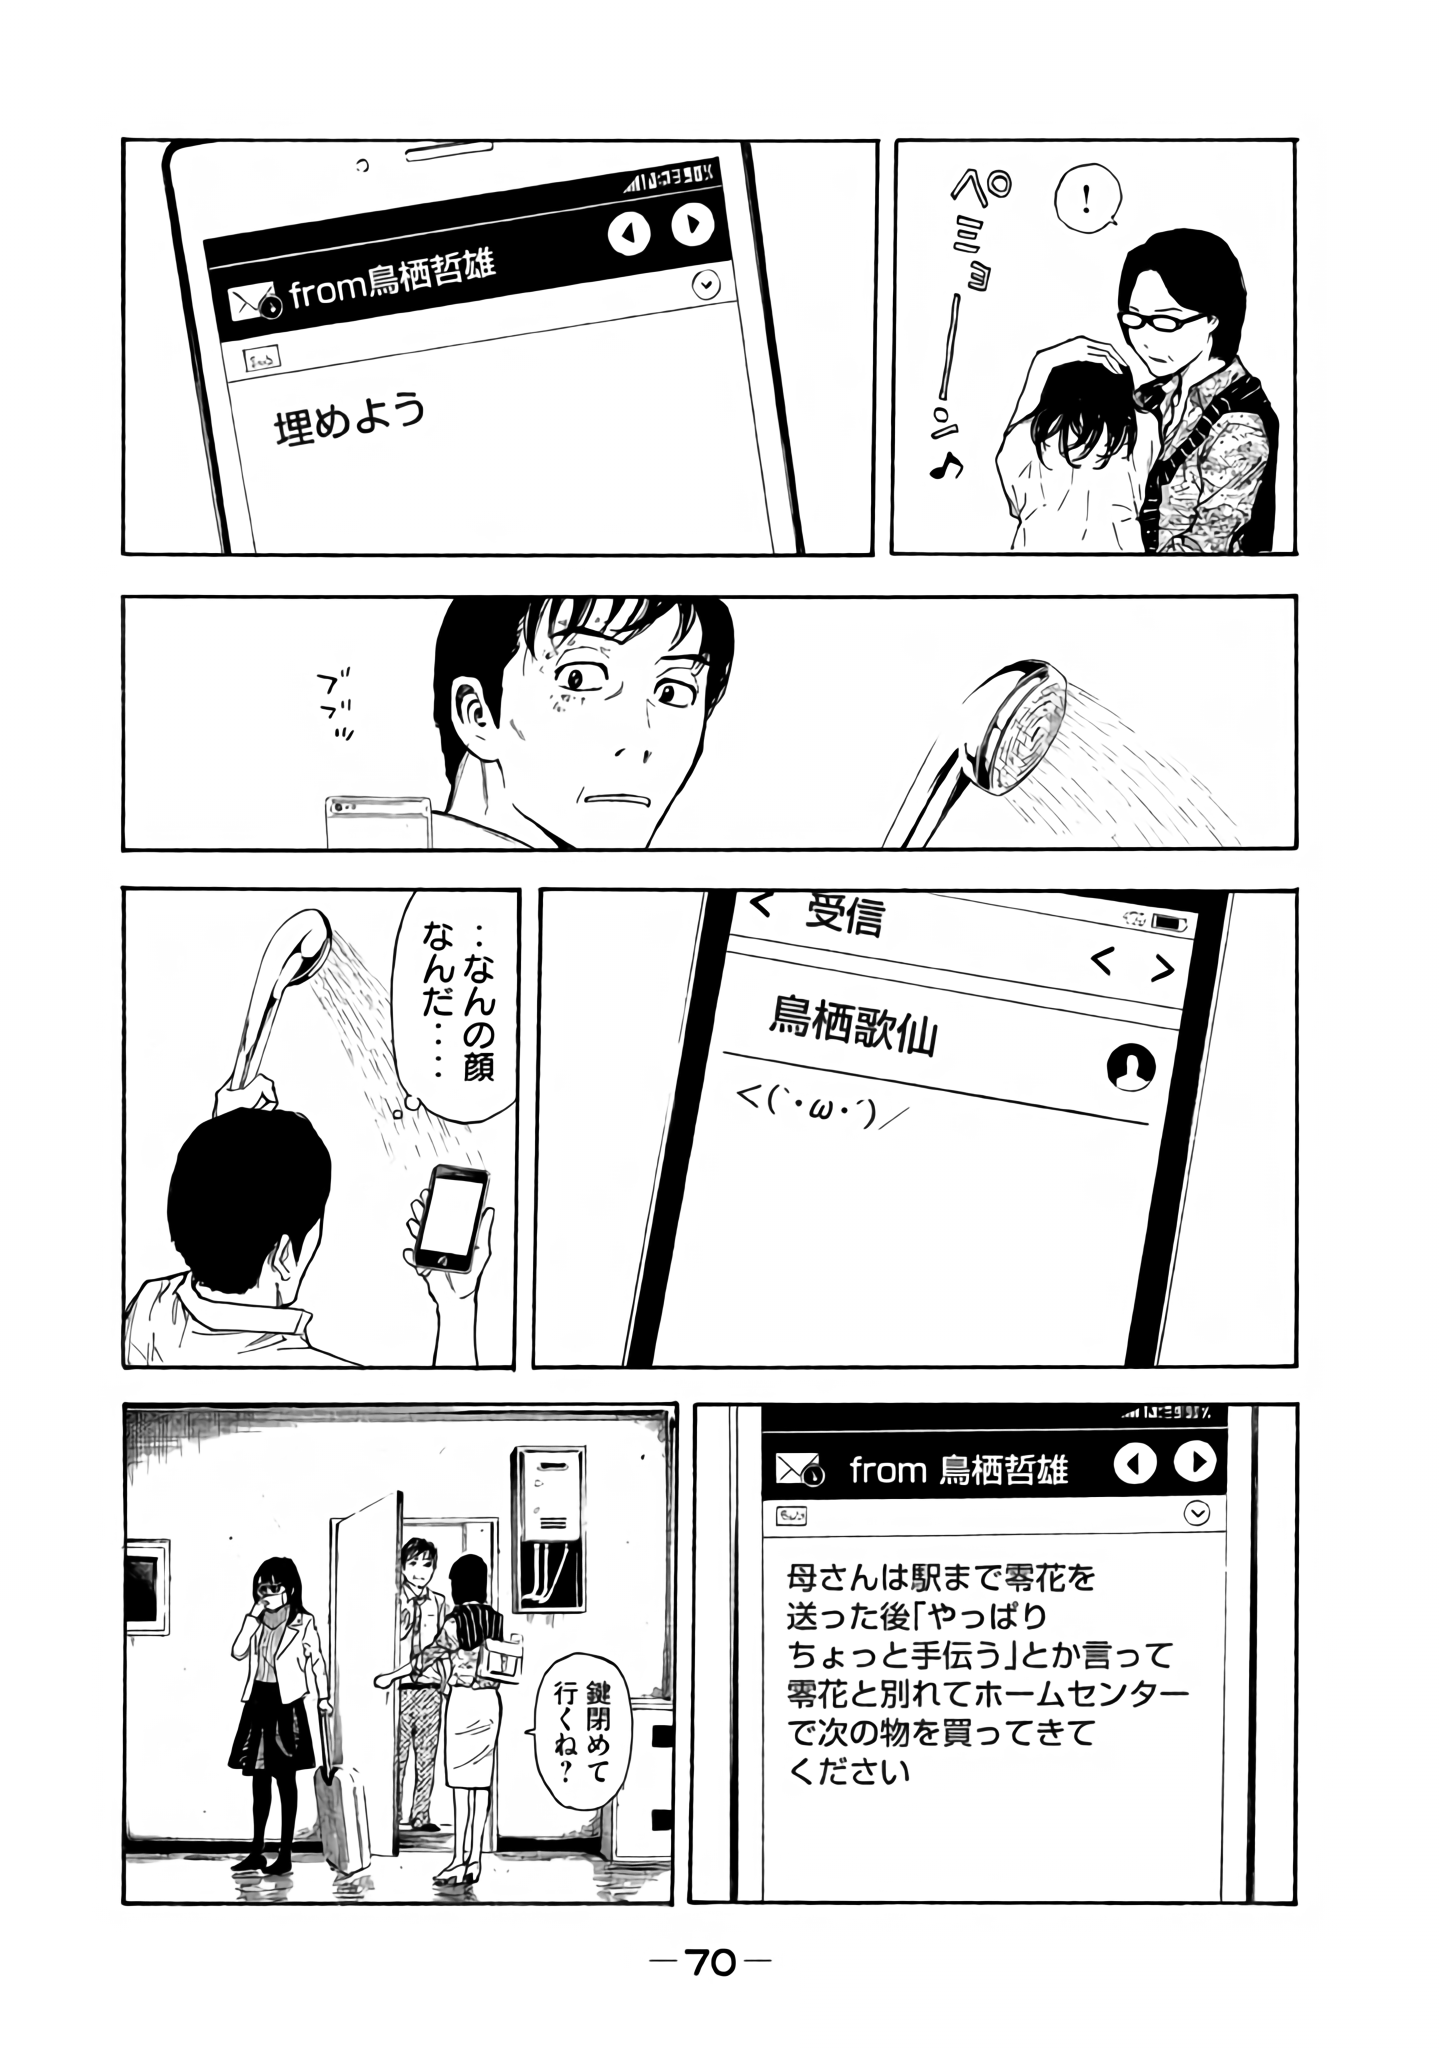 !
ペミョーン♪
from鳥栖哲雄
埋めよう
ブブ
受信
鳥栖歌仙
<(`・ω・´)／
‥なんの顔
なんだ‥‥
from 鳥栖哲雄
母さんは駅まで零花を
送った後「やっぱり
ちょっと手伝う」とか言って
零花と別れてホームセンター
で次の物を買ってきて
ください
鍵閉めて
行くね?
—70—